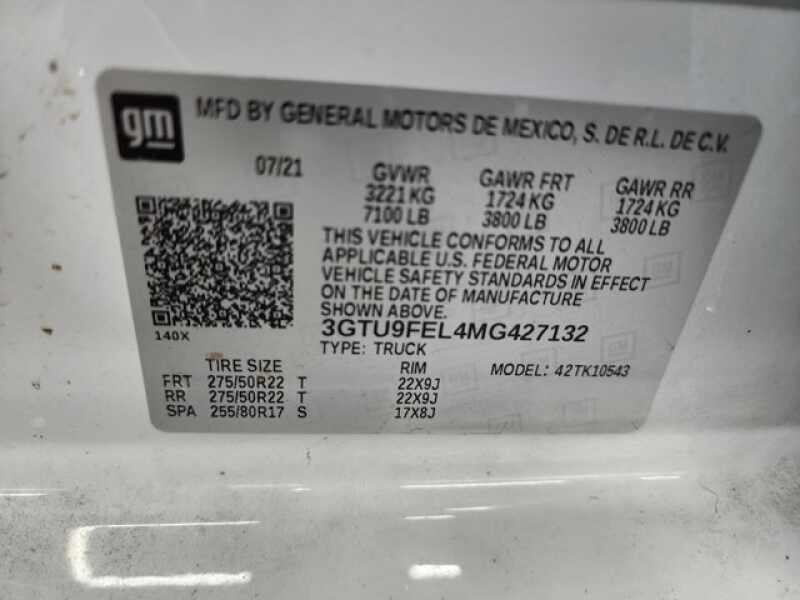 gm
MFD BY GENERAL MOTORS DE MEXICO, S. DE R.L. DE C.V.
07/21 GVWR GAWR FRT GAWR RR
3221 KG 1724 KG 1724 KG
7100 LB 3800 LB 3800 LB
THIS VEHICLE CONFORMS TO ALL
APPLICABLE U.S. FEDERAL MOTOR
VEHICLE SAFETY STANDARDS IN EFFECT
ON THE DATE OF MANUFACTURE
SHOWN ABOVE.
3GTU9FEL4MG427132
140X
TYPE: TRUCK MODEL: 42TK10543
TIRE SIZE RIM
FRT 275/50R22 T 22X9J
RR 275/50R22 T 22X9J
SPA 255/80R17 S 17X8J